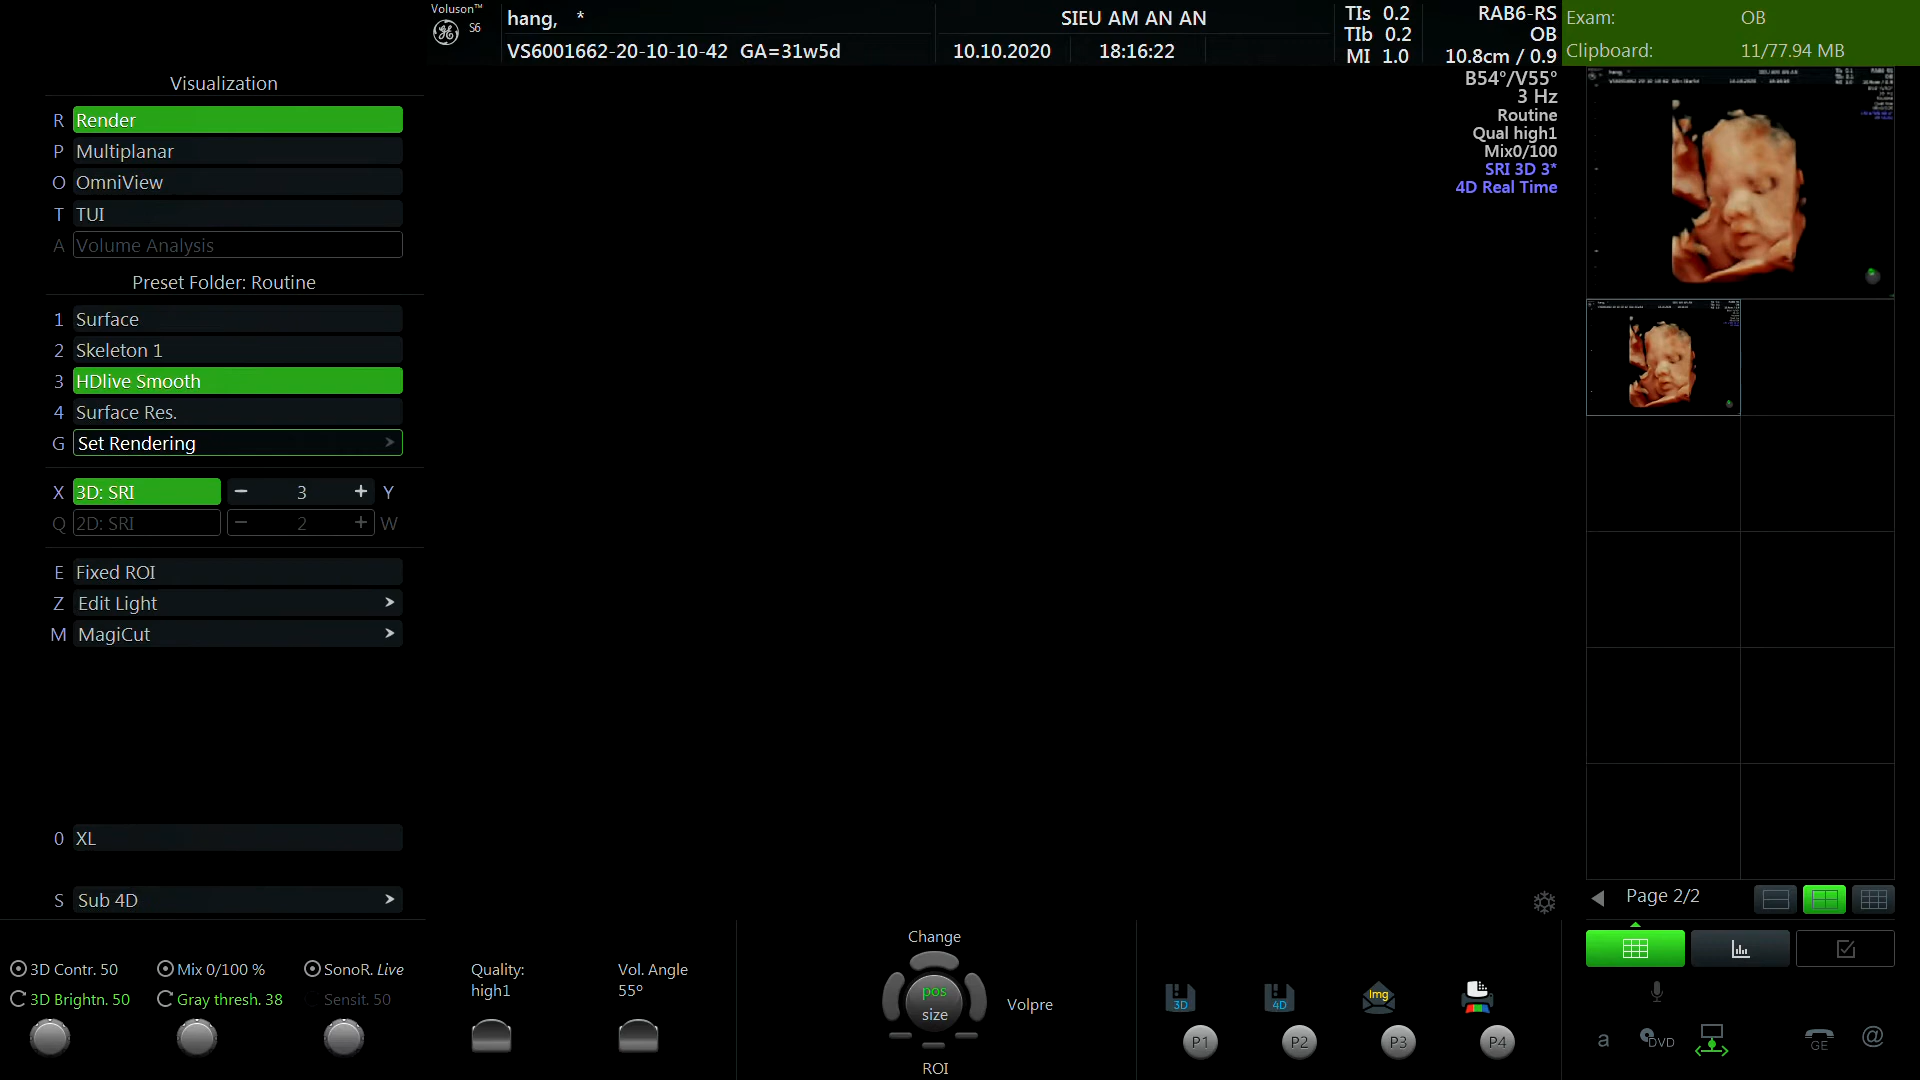 Voluson™
S6
hang, *
SIEU AM AN AN
VS6001662-20-10-10-42 GA=31w5d
10.10.2020
18:16:22
TIs 0.2
TIb 0.2
MI 1.0
RAB6-RS
OB
10.8cm / 0.9
B54°/V55°
3 Hz
Routine
Qual high1
Mix0/100
SRI 3D 3*
4D Real Time
Exam: OB
Clipboard: 11/77.94 MB
Visualization
R Render
P Multiplanar
O OmniView
T TUI
A Volume Analysis
Preset Folder: Routine
1 Surface
2 Skeleton 1
3 HDlive Smooth
4 Surface Res.
G Set Rendering >
X 3D: SRI − 3 + Y
Q 2D: SRI − 2 + W
E Fixed ROI
Z Edit Light >
M MagiCut >
0 XL
S Sub 4D >
Page 2/2
3D Contr. 50
3D Brightn. 50
Mix 0/100 %
Gray thresh. 38
SonoR. Live
Sensit. 50
Quality:
high1
Vol. Angle
55°
Change
pos
size
Volpre
ROI
3D
4D
Img
P1
P2
P3
P4
a
DVD
GE
@